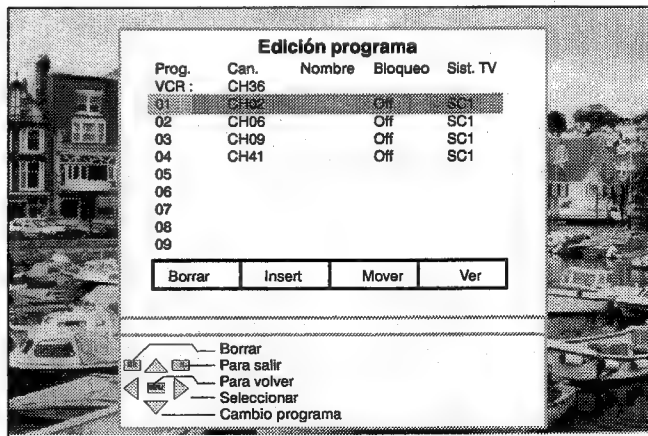 Edición programa
Prog. Can. Nombre Bloqueo Sist. TV
VCR : CH36
01 CH02 Off SC1
02 CH06 Off SC1
03 CH09 Off SC1
04 CH41 Off SC1
05
06
07
08
09
Borrar Insert Mover Ver
Borrar
Para salir
Para volver
Seleccionar
Cambio programa